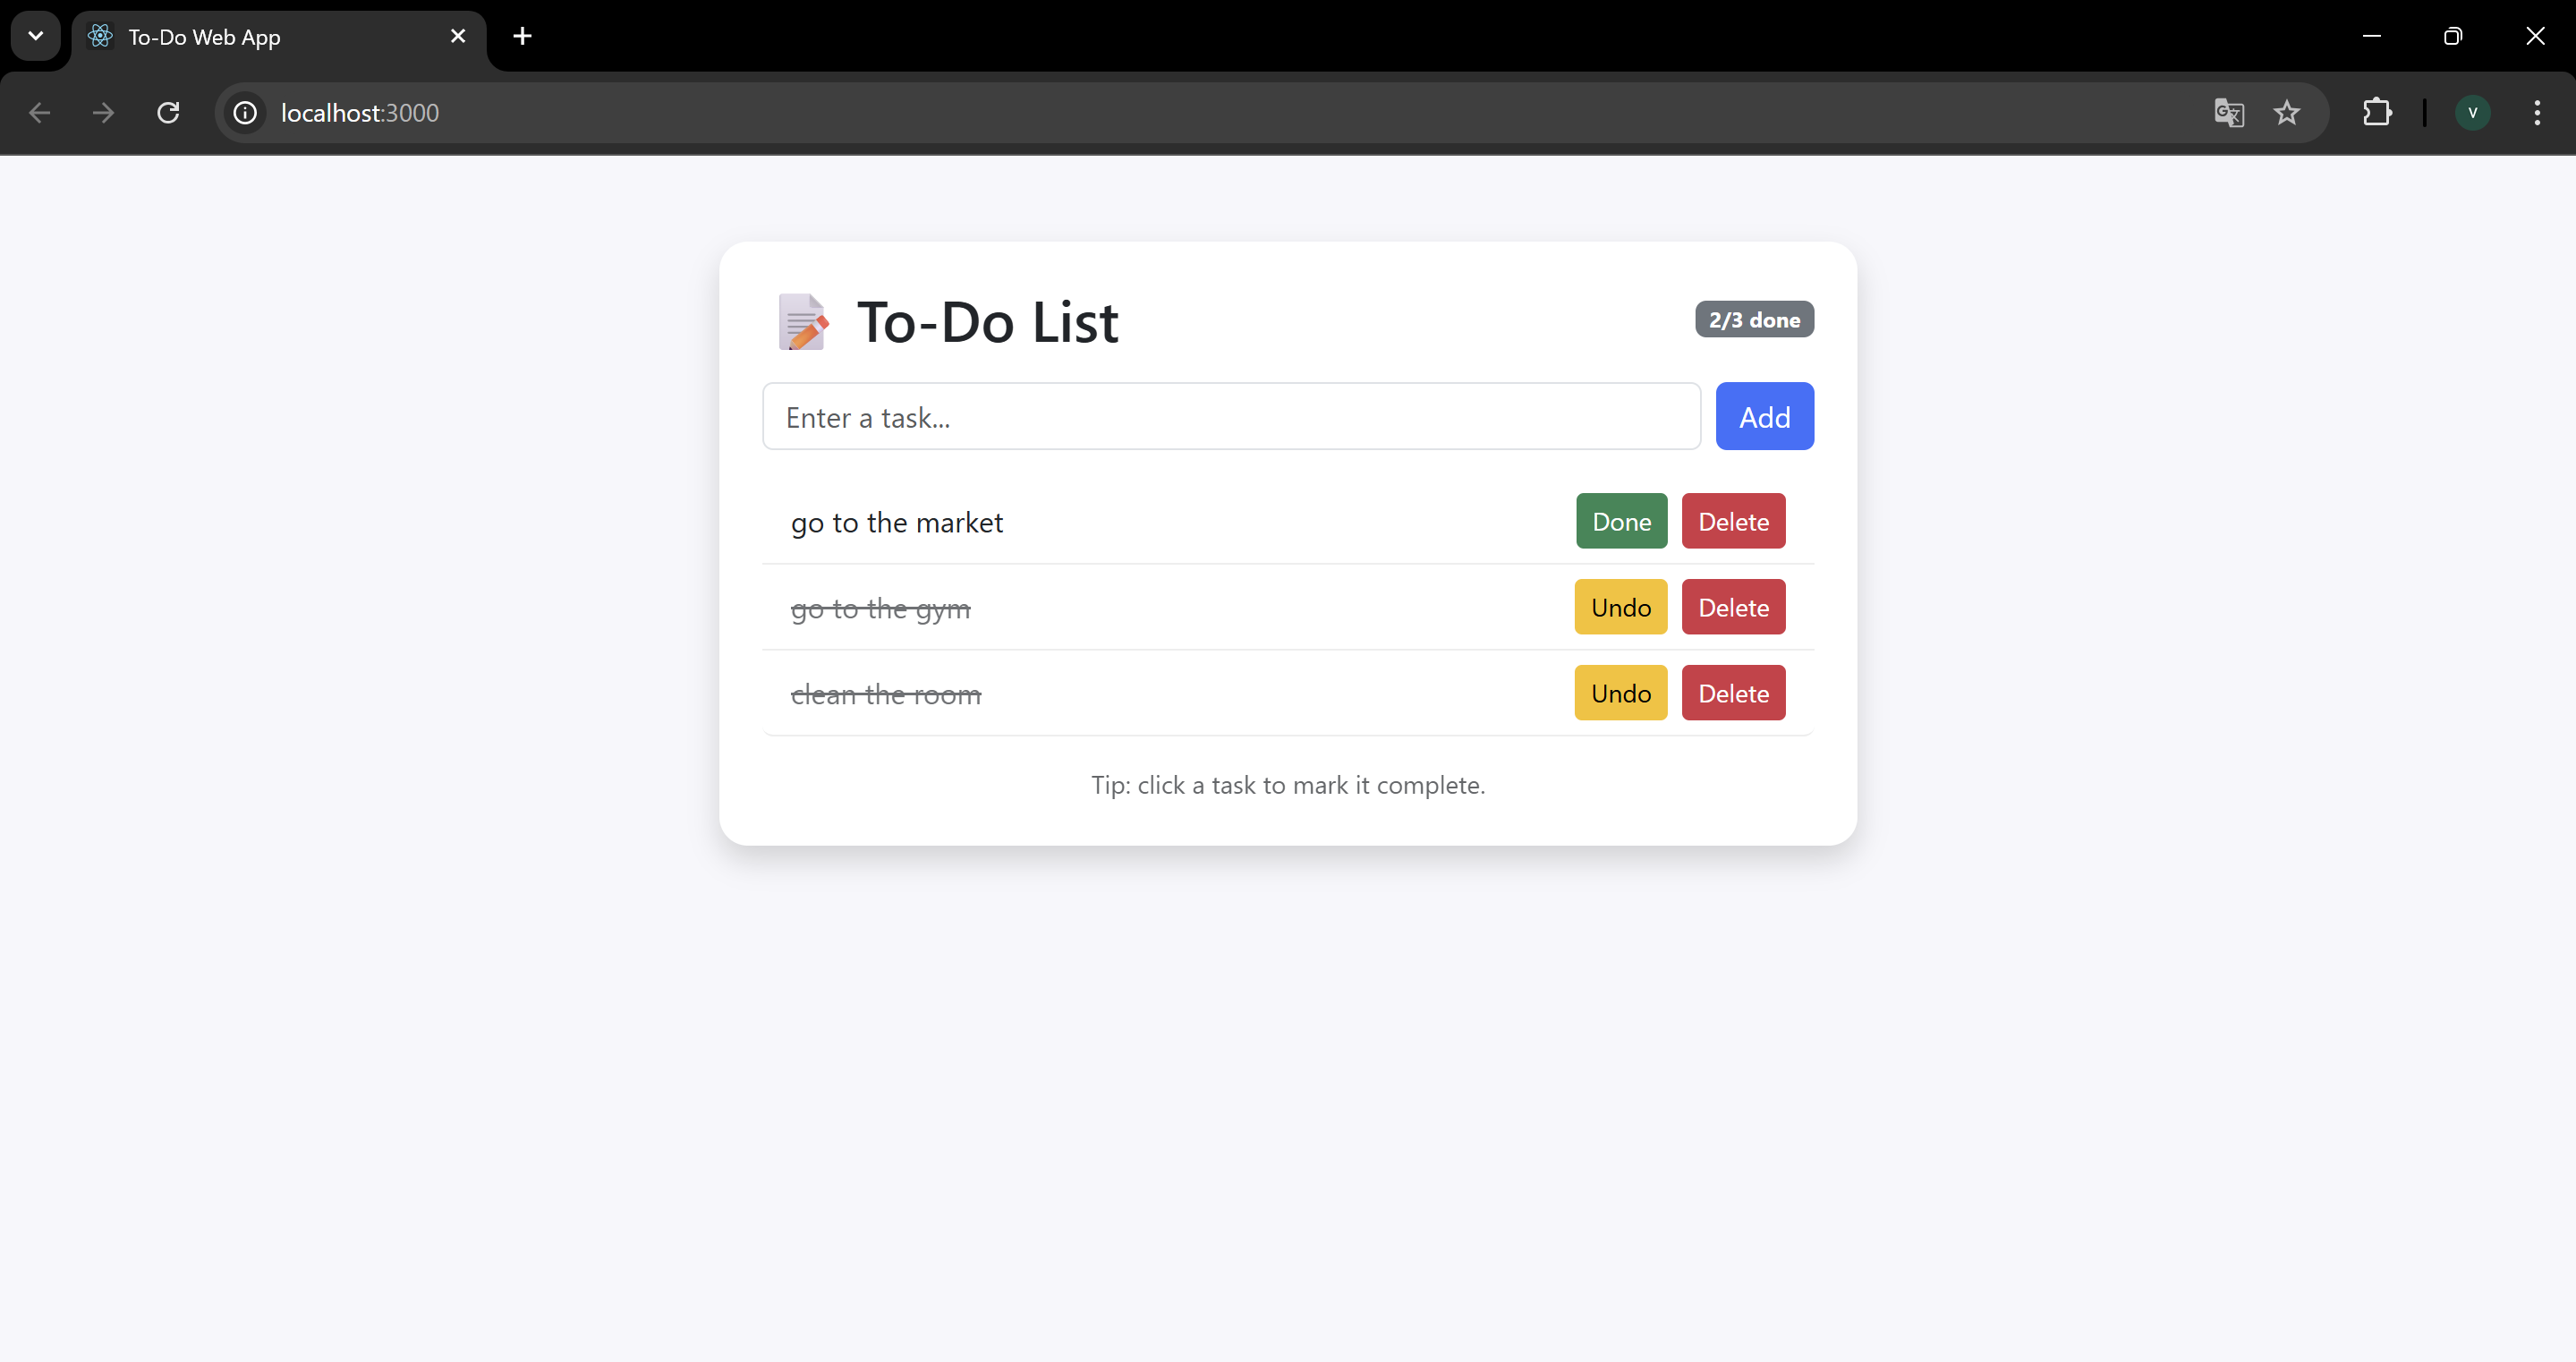 To-Do Web App
localhost:3000
V
To-Do List
2/3 done
Enter a task...
Add
go to the market
Done
Delete
go to the gym
Undo
Delete
clean the room
Undo
Delete
Tip: click a task to mark it complete.